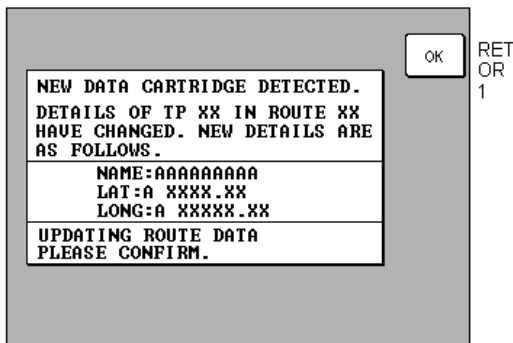 OK
RET
OR
1
NEW DATA CARTRIDGE DETECTED.
DETAILS OF TP XX IN ROUTE XX
HAVE CHANGED. NEW DETAILS ARE
AS FOLLOWS.
NAME:AAAAAAAAA
LAT:A XXXX.XX
LONG:A XXXXX.XX
UPDATING ROUTE DATA
PLEASE CONFIRM.